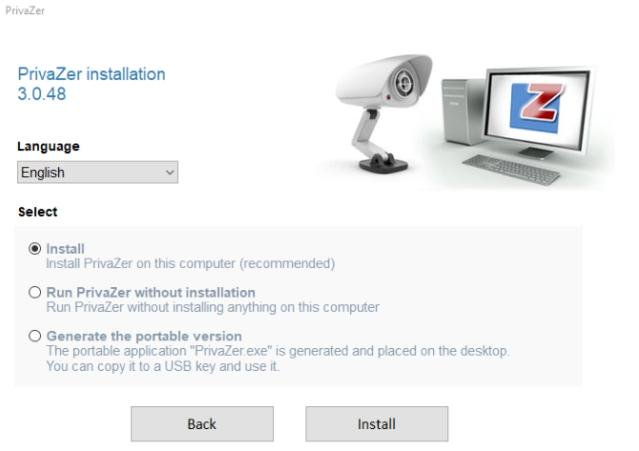 PrivaZer
PrivaZer installation
3.0.48
Z
Language
English
Select
Install
Install PrivaZer on this computer (recommended)
Run PrivaZer without installation
Run PrivaZer without installing anything on this computer
Generate the portable version
The portable application "PrivaZer.exe" is generated and placed on the desktop.
You can copy it to a USB key and use it.
Back
Install